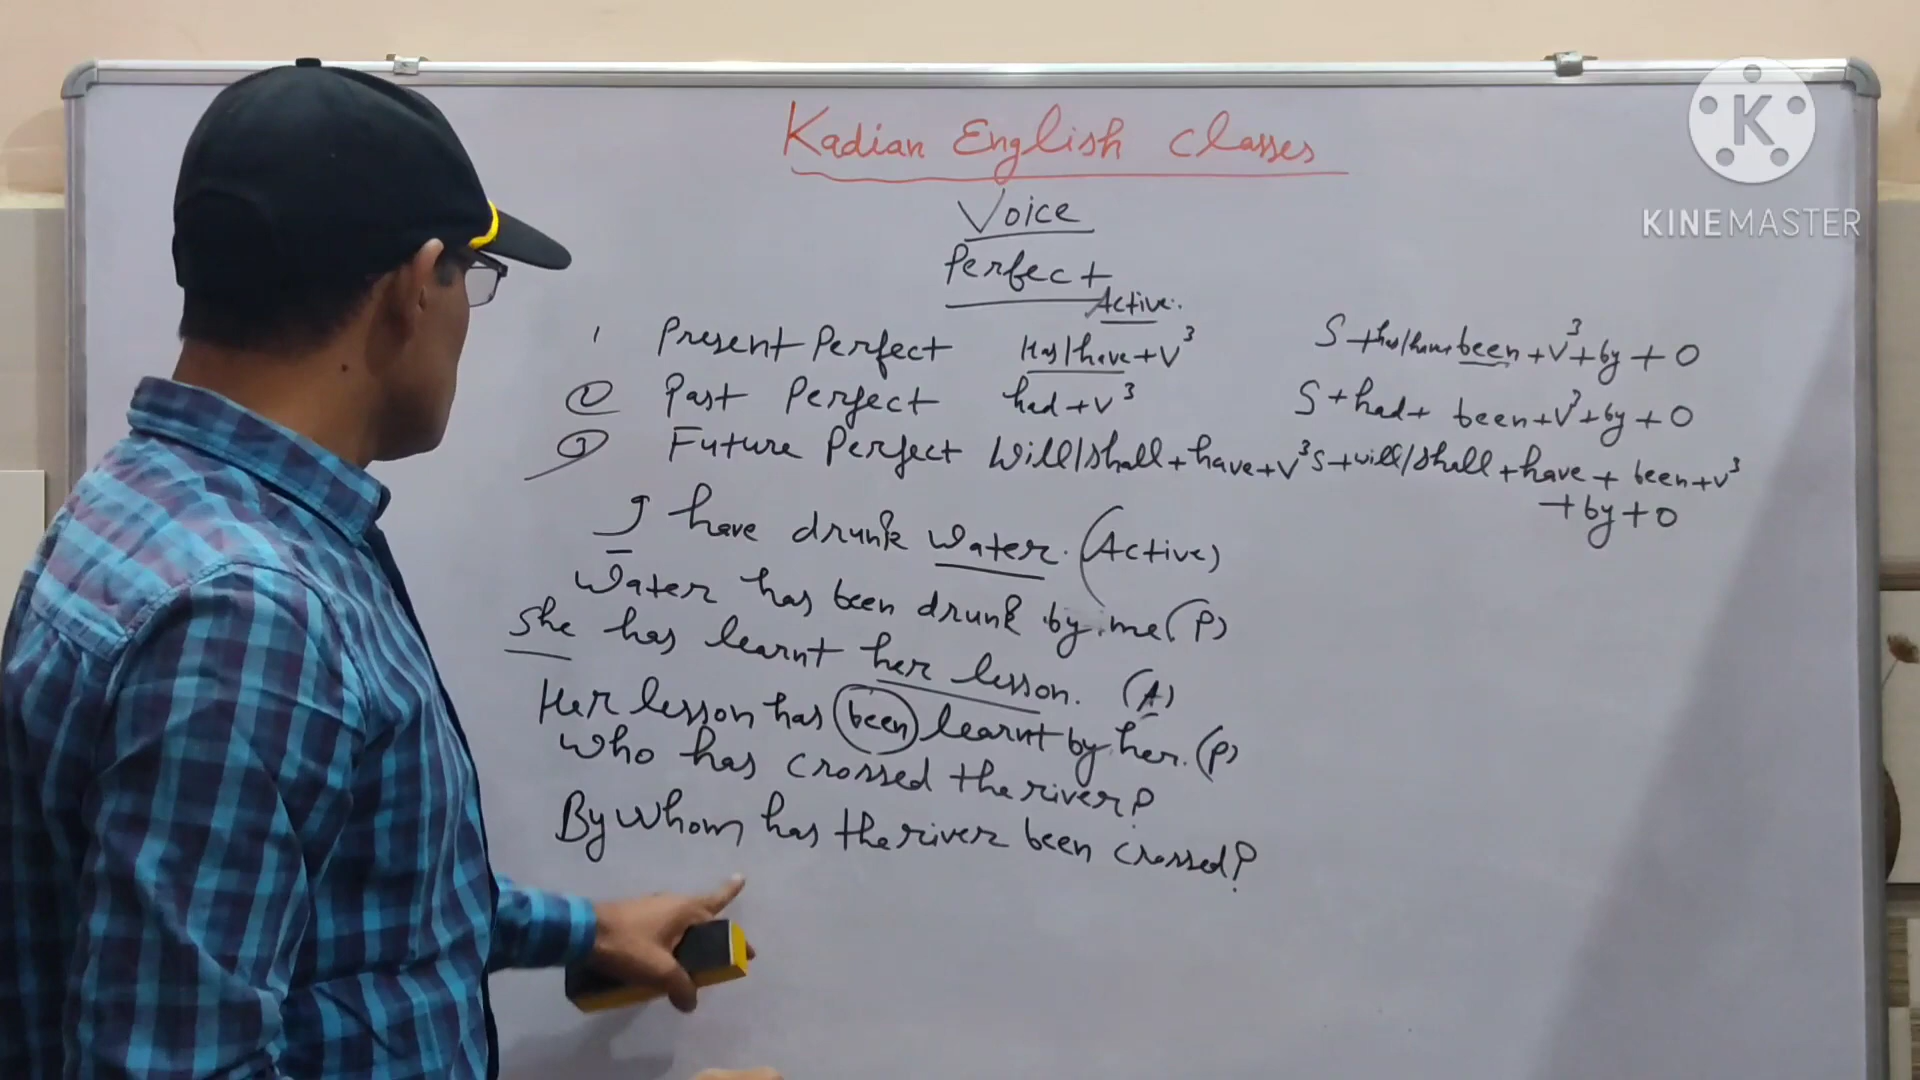 Kadian English Classes
Voice
Perfect
Active.
1 Present Perfect Has/have+V³ S+has/have+been+V³+by+O
② Past Perfect had+V³ S+had+been+V³+by+O
③ Future Perfect Will/shall+have+V³ S+will/shall+have+been+V³
+by+O
I have drunk water. (Active)
Water has been drunk by me (P)
She has learnt her lesson. (A)
Her lesson has been learnt by her. (P)
Who has crossed the river?
By whom has the river been crossed?
K
KINEMASTER